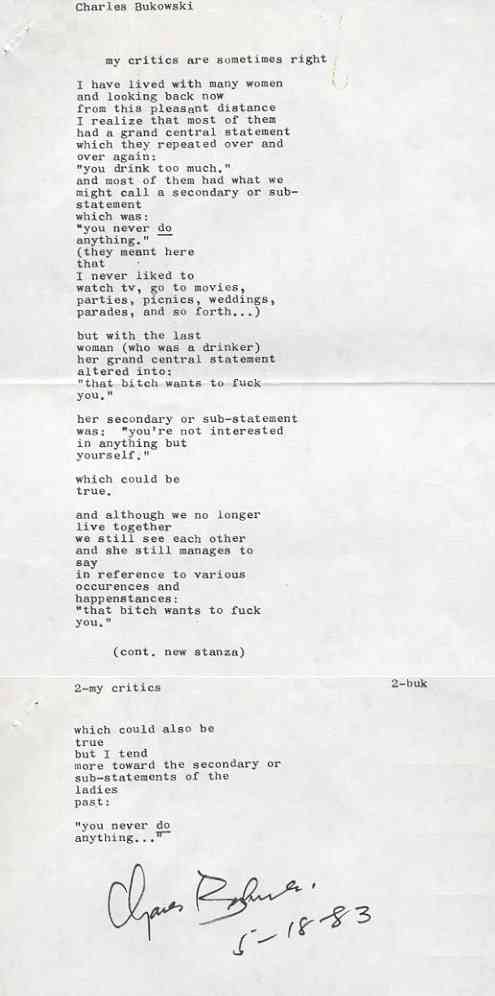 Charles Bukowski
my critics are sometimes right
I have lived with many women
and looking back now
from this pleasant distance
I realize that most of them
had a grand central statement
which they repeated over and
over again:
"you drink too much."
and most of them had what we
might call a secondary or sub-
statement
which was:
"you never do
anything."
(they meant here
that
I never liked to
watch tv, go to movies,
parties, picnics, weddings,
parades, and so forth...)
but with the last
woman (who was a drinker)
her grand central statement
altered into:
"that bitch wants to fuck
you."
her secondary or sub-statement
was: "you're not interested
in anything but
yourself."
which could be
true.
and although we no longer
live together
we still see each other
and she still manages to
say
in reference to various
occurences and
happenstances:
"that bitch wants to fuck
you."
(cont. new stanza)
2-my critics 2-buk
which could also be
true
but I tend
more toward the secondary or
sub-statements of the
ladies
past:
"you never do
anything..."
Charles Bukowski
5-18-83